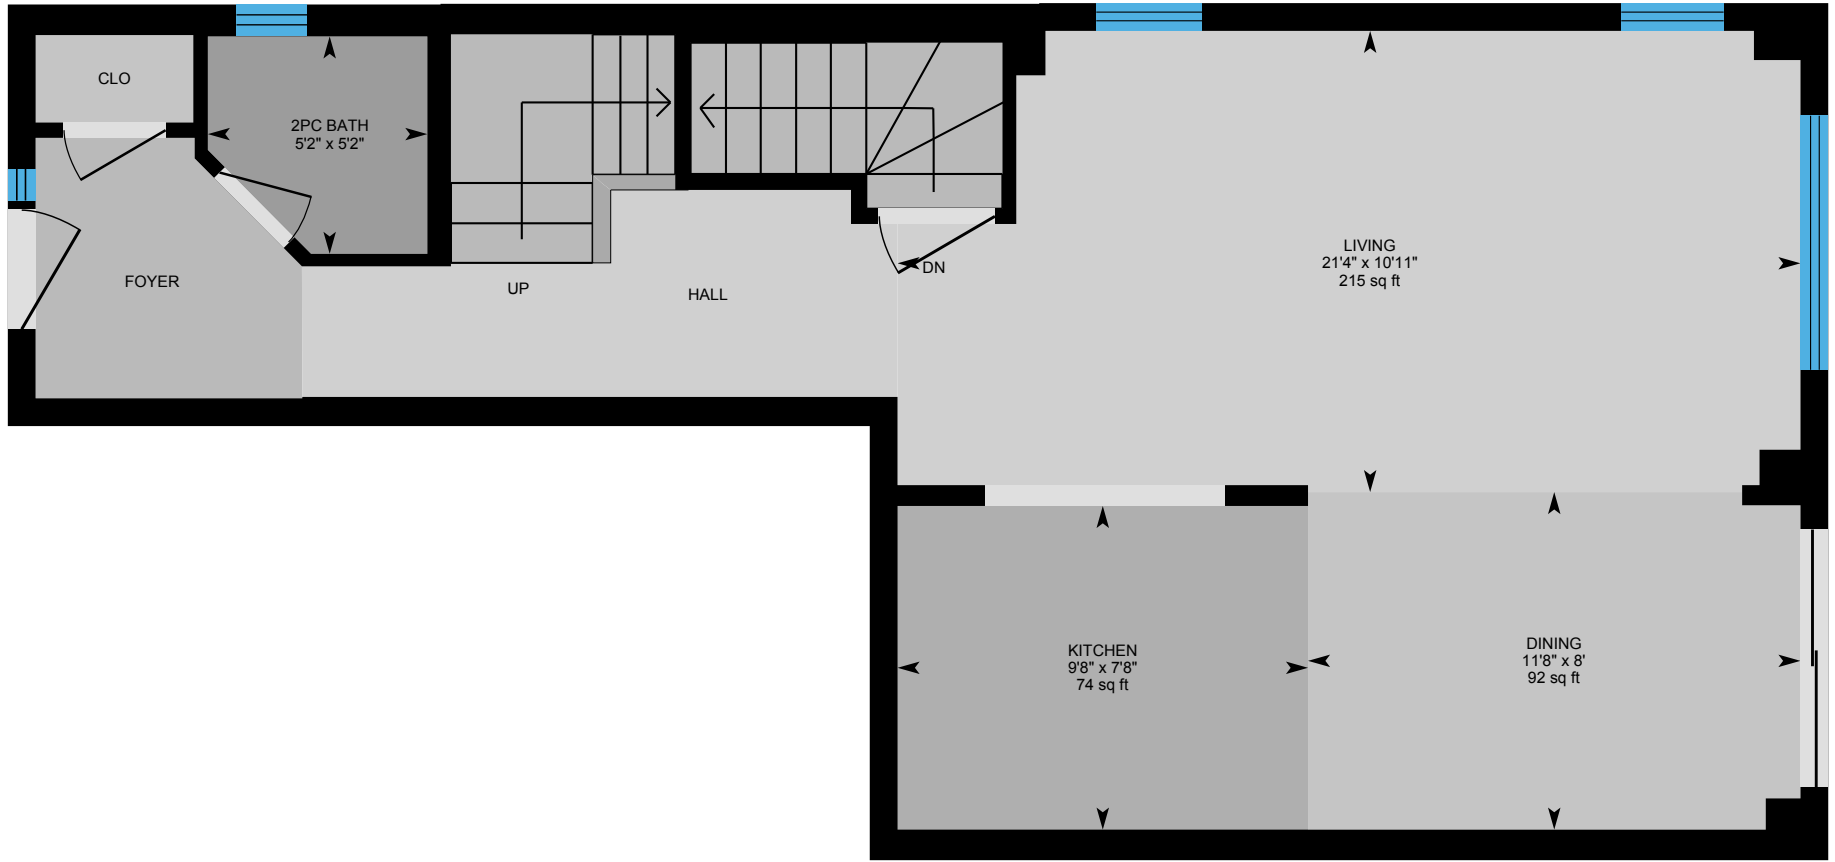 CLO
2PC BATH
5'2" x 5'2"
FOYER
UP
HALL
DN
LIVING
21'4" x 10'11"
215 sq ft
KITCHEN
9'8" x 7'8"
74 sq ft
DINING
11'8" x 8'
92 sq ft